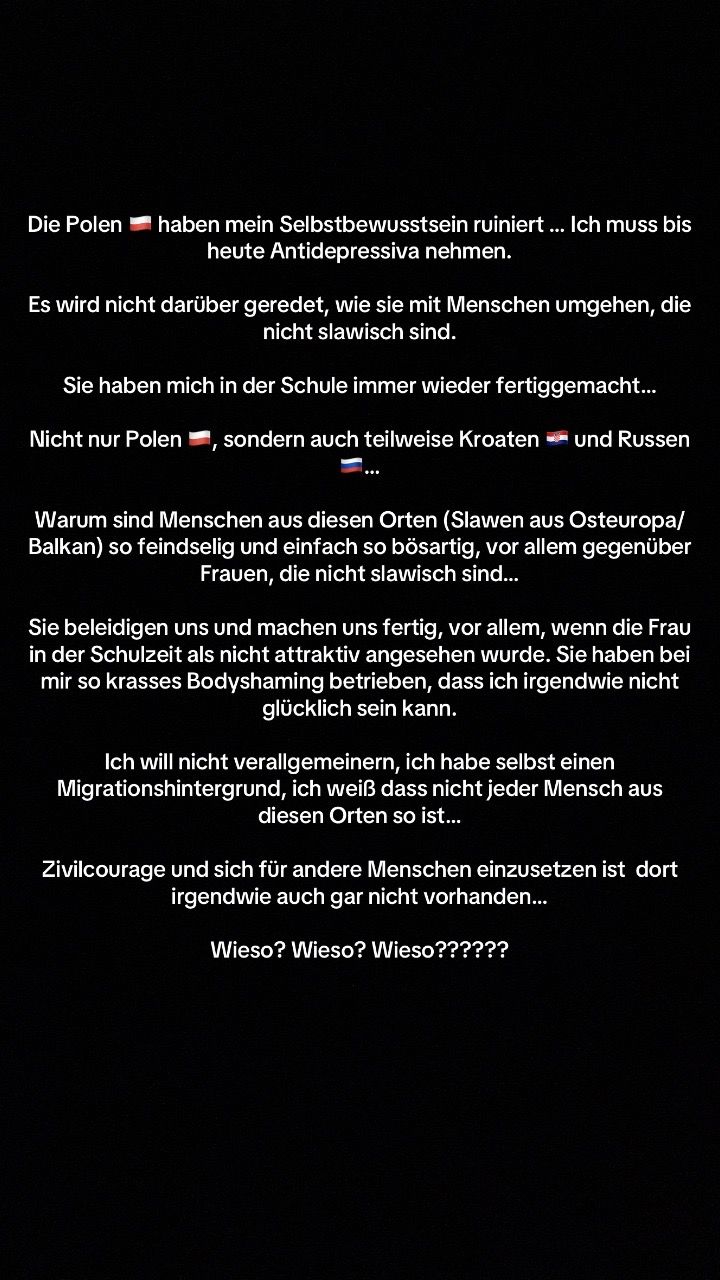 Die Polen 🇵🇱 haben mein Selbstbewusstsein ruiniert ... Ich muss bis
heute Antidepressiva nehmen.
Es wird nicht darüber geredet, wie sie mit Menschen umgehen, die
nicht slawisch sind.
Sie haben mich in der Schule immer wieder fertiggemacht...
Nicht nur Polen 🇵🇱, sondern auch teilweise Kroaten 🇭🇷 und Russen
🇷🇺...
Warum sind Menschen aus diesen Orten (Slawen aus Osteuropa/
Balkan) so feindselig und einfach so bösartig, vor allem gegenüber
Frauen, die nicht slawisch sind...
Sie beleidigen uns und machen uns fertig, vor allem, wenn die Frau
in der Schulzeit als nicht attraktiv angesehen wurde. Sie haben bei
mir so krasses Bodyshaming betrieben, dass ich irgendwie nicht
glücklich sein kann.
Ich will nicht verallgemeinern, ich habe selbst einen
Migrationshintergrund, ich weiß dass nicht jeder Mensch aus
diesen Orten so ist...
Zivilcourage und sich für andere Menschen einzusetzen ist  dort
irgendwie auch gar nicht vorhanden...
Wieso? Wieso? Wieso??????